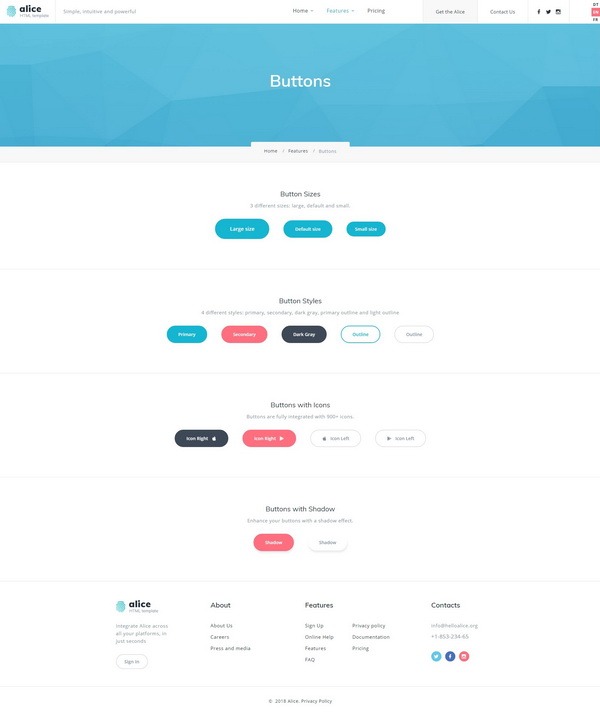 alice
HTML template
Simple, intuitive and powerful
Home
Features
Pricing
Get the Alice
Contact Us
DT
EN
FR
Buttons
Home / Features / Buttons
Button Sizes
3 different sizes: large, default and small.
Large size
Default size
Small size
Button Styles
4 different styles: primary, secondary, dark gray, primary outline and light outline
Primary
Secondary
Dark Gray
Outline
Outline
Buttons with Icons
Buttons are fully integrated with 900+ icons.
Icon Right
Icon Right
Icon Left
Icon Left
Buttons with Shadow
Enhance your buttons with a shadow effect.
Shadow
Shadow
alice
HTML template
Integrate Alice across
all your platforms, in
just seconds
Sign In
About
About Us
Careers
Press and media
Features
Sign Up
Online Help
Features
FAQ
Privacy policy
Documentation
Pricing
Contacts
info@helloalice.org
+1-853-234-65
© 2018 Alice. Privacy Policy